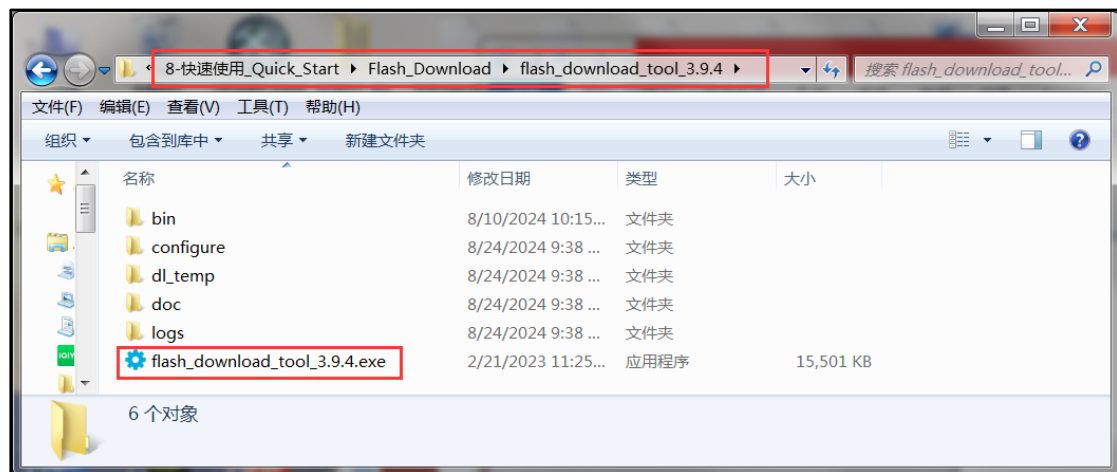 8-快速使用_Quick_Start Flash_Download flash_download_tool_3.9.4
搜索 flash_download_tool...
文件(F) 编辑(E) 查看(V) 工具(T) 帮助(H)
组织 包含到库中 共享 新建文件夹
名称 修改日期 类型 大小
bin 8/10/2024 10:15... 文件夹
configure 8/24/2024 9:38 ... 文件夹
dl_temp 8/24/2024 9:38 ... 文件夹
doc 8/24/2024 9:38 ... 文件夹
logs 8/24/2024 9:38 ... 文件夹
flash_download_tool_3.9.4.exe 2/21/2023 11:25... 应用程序 15,501 KB
6 个对象